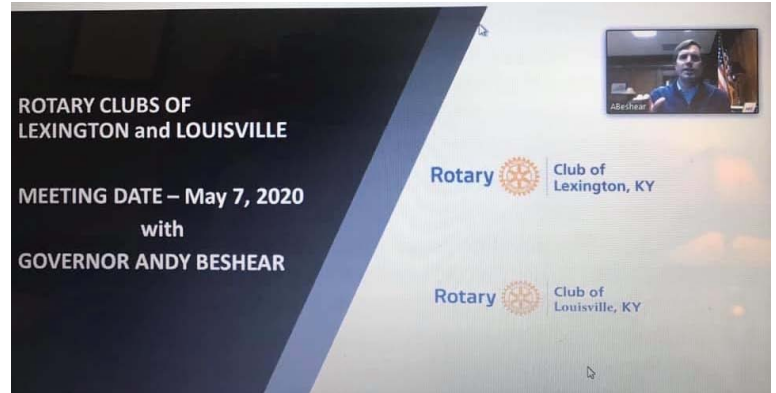 ROTARY CLUBS OF
LEXINGTON and LOUISVILLE
MEETING DATE – May 7, 2020
with
GOVERNOR ANDY BESHEAR
ABeshear
Rotary
Club of
Lexington, KY
Rotary
Club of
Louisville, KY